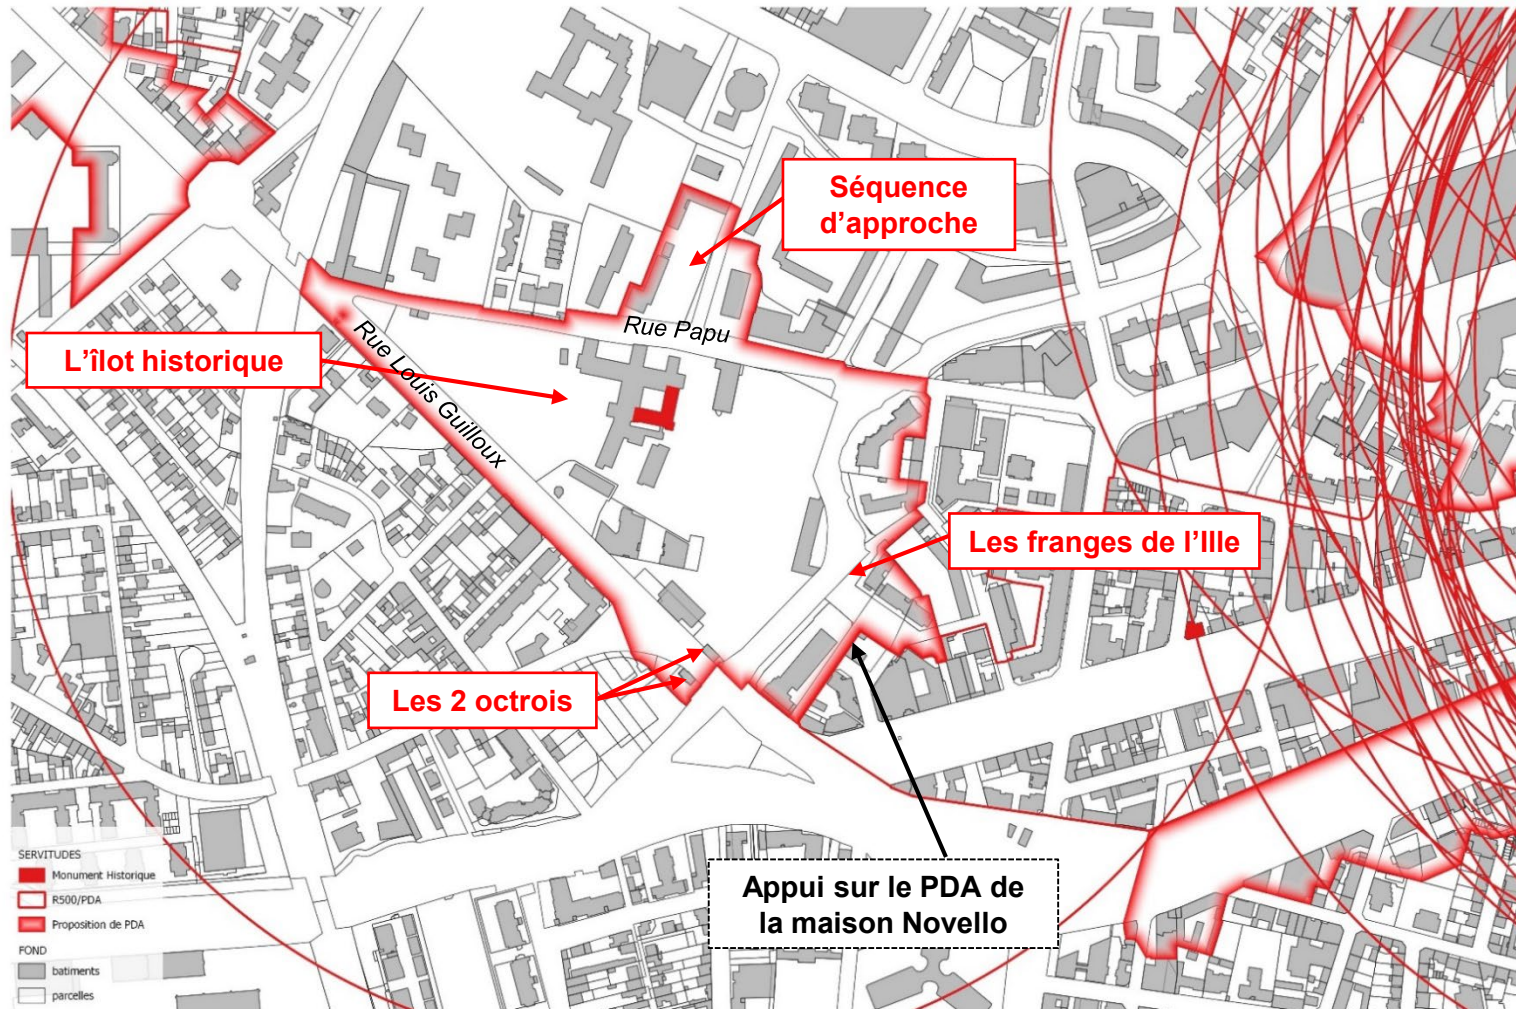 Séquence
d’approche
Rue Papu
L’îlot historique
Rue Louis Guilloux
Les franges de l’Ille
Les 2 octrois
Appui sur le PDA de
la maison Novello
SERVITUDES
Monument Historique
R500/PDA
Proposition de PDA
FOND
batiments
parcelles